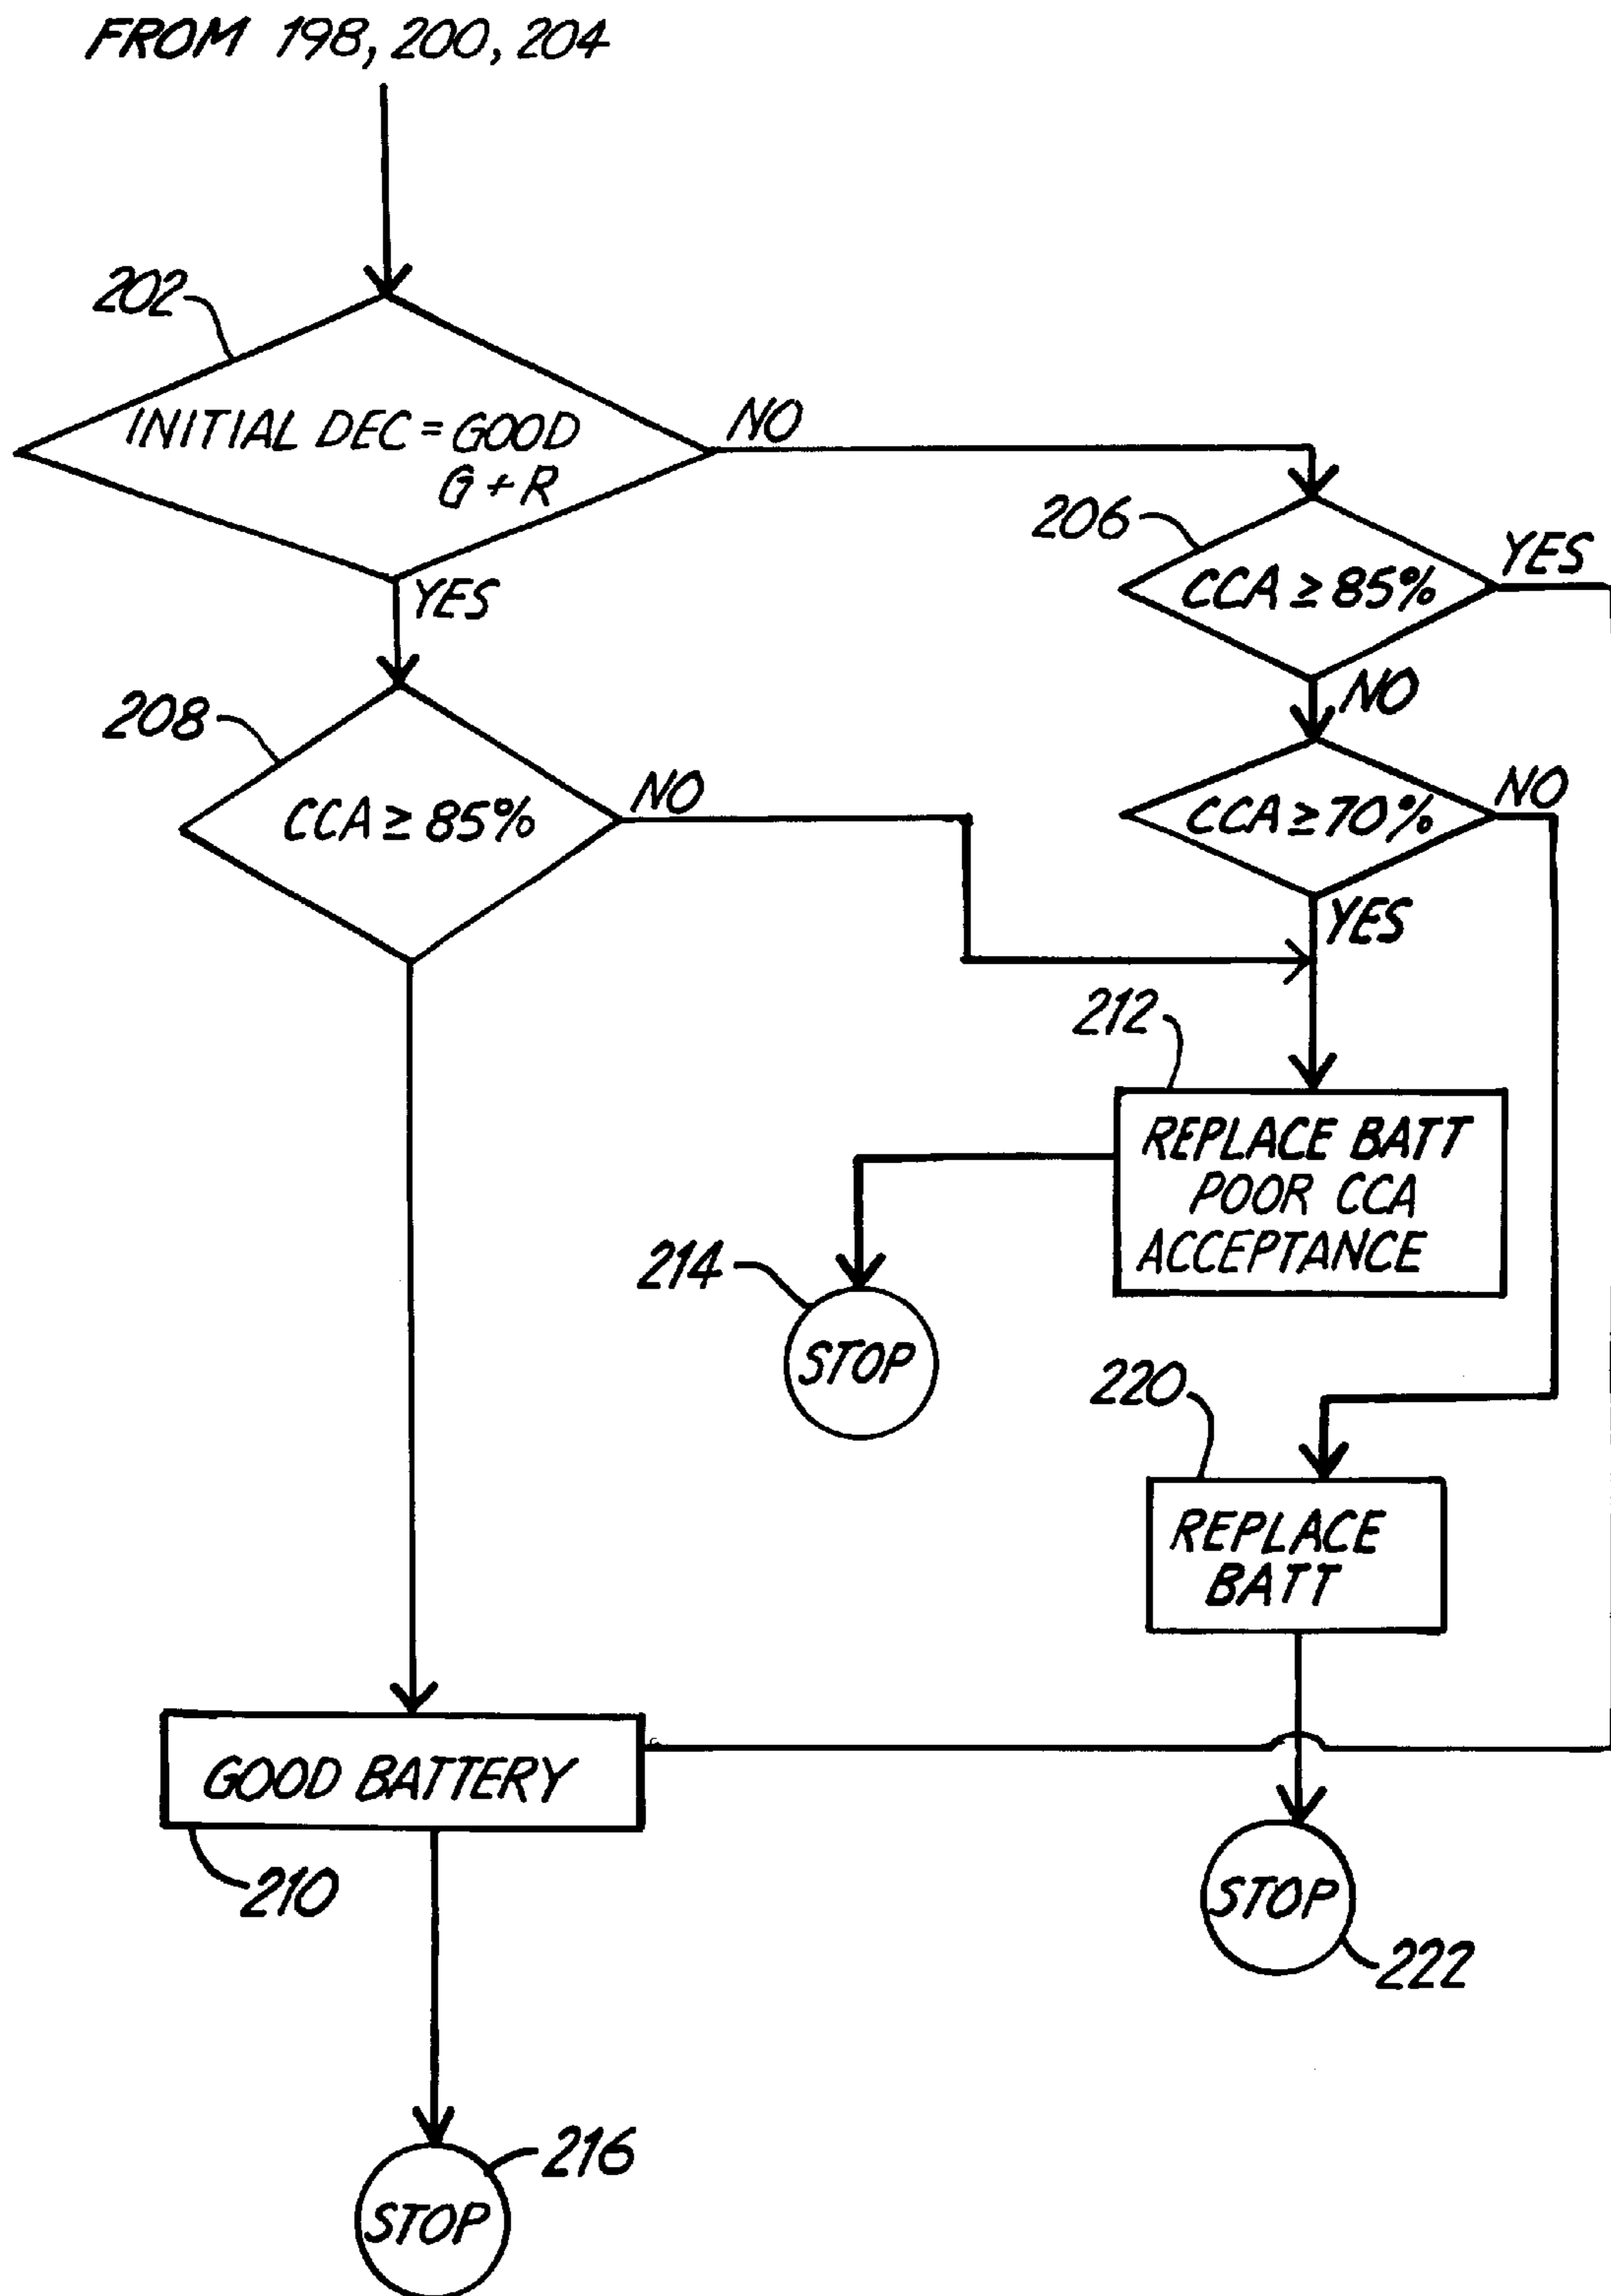 FROM 198, 200, 204
202
INITIAL DEC = GOOD
G + R
NO
YES
206
CCA ≥ 85%
YES
NO
208
CCA ≥ 85%
NO
CCA ≥ 70%
NO
YES
212
REPLACE BATT
POOR CCA
ACCEPTANCE
214
STOP
220
REPLACE
BATT
GOOD BATTERY
210
STOP
222
216
STOP